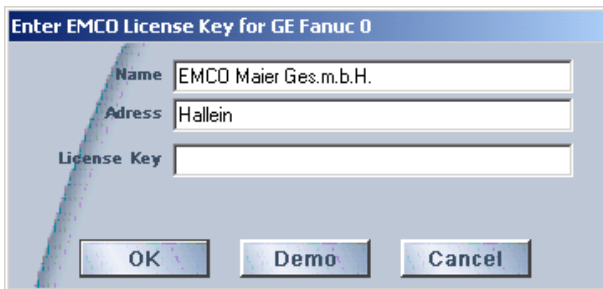 Enter EMCO License Key for GE Fanuc 0
Name EMCO Maier Ges.m.b.H.
Adress Hallein
License Key
OK Demo Cancel